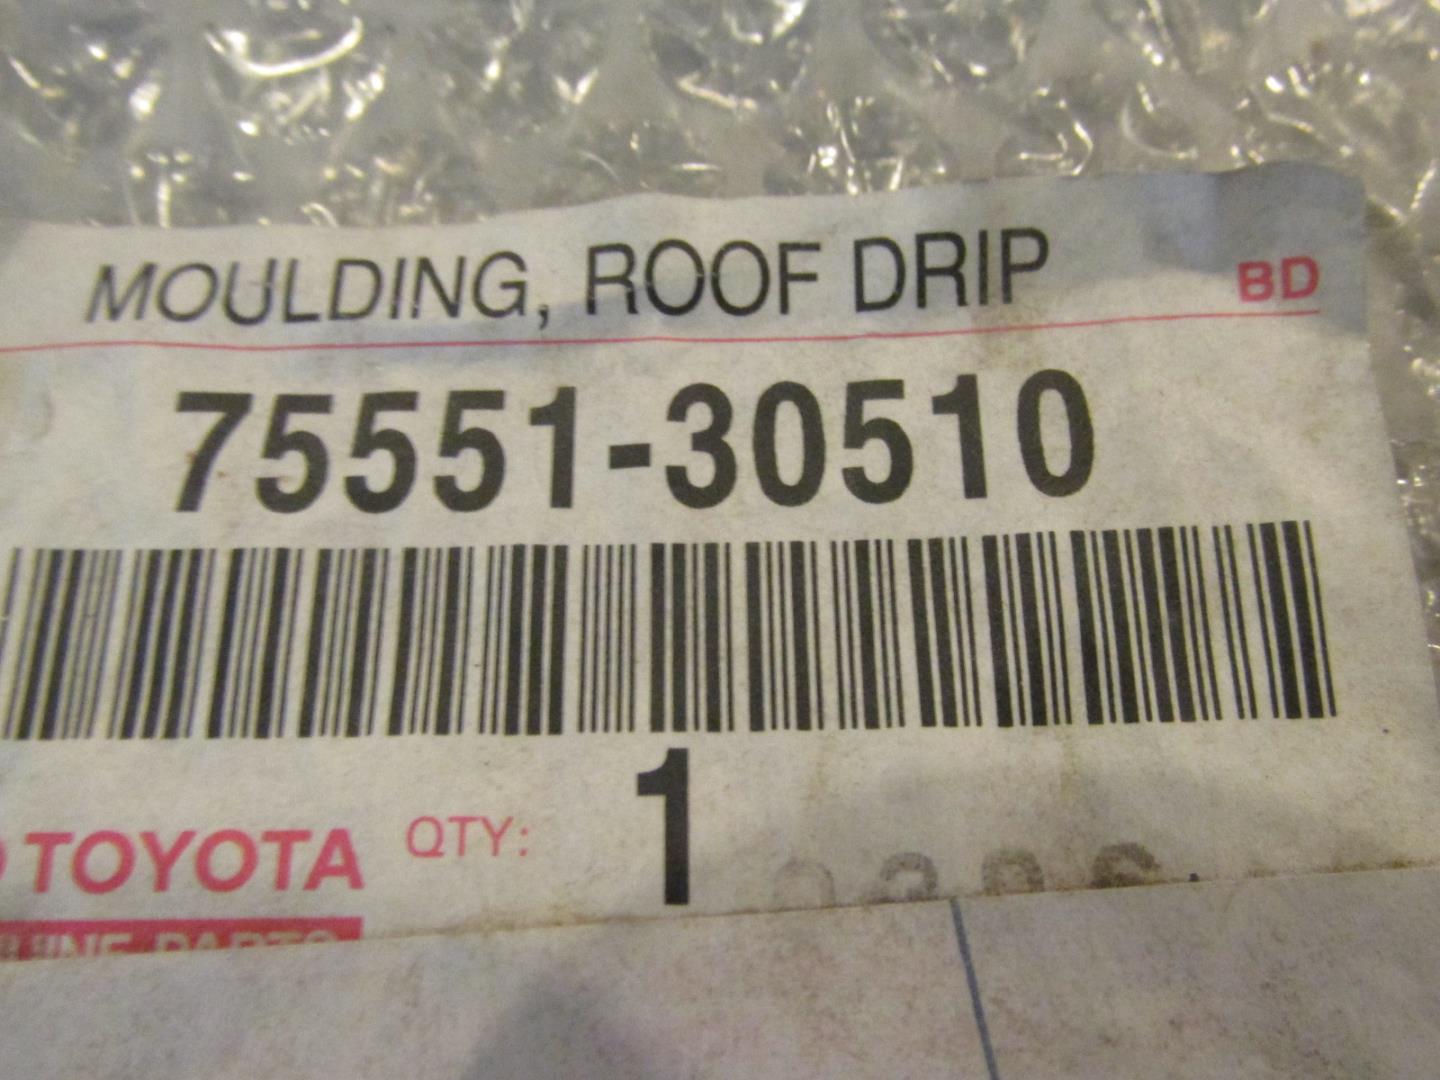 MOULDING, ROOF DRIP
BD
75551-30510
1
TOYOTA QTY: